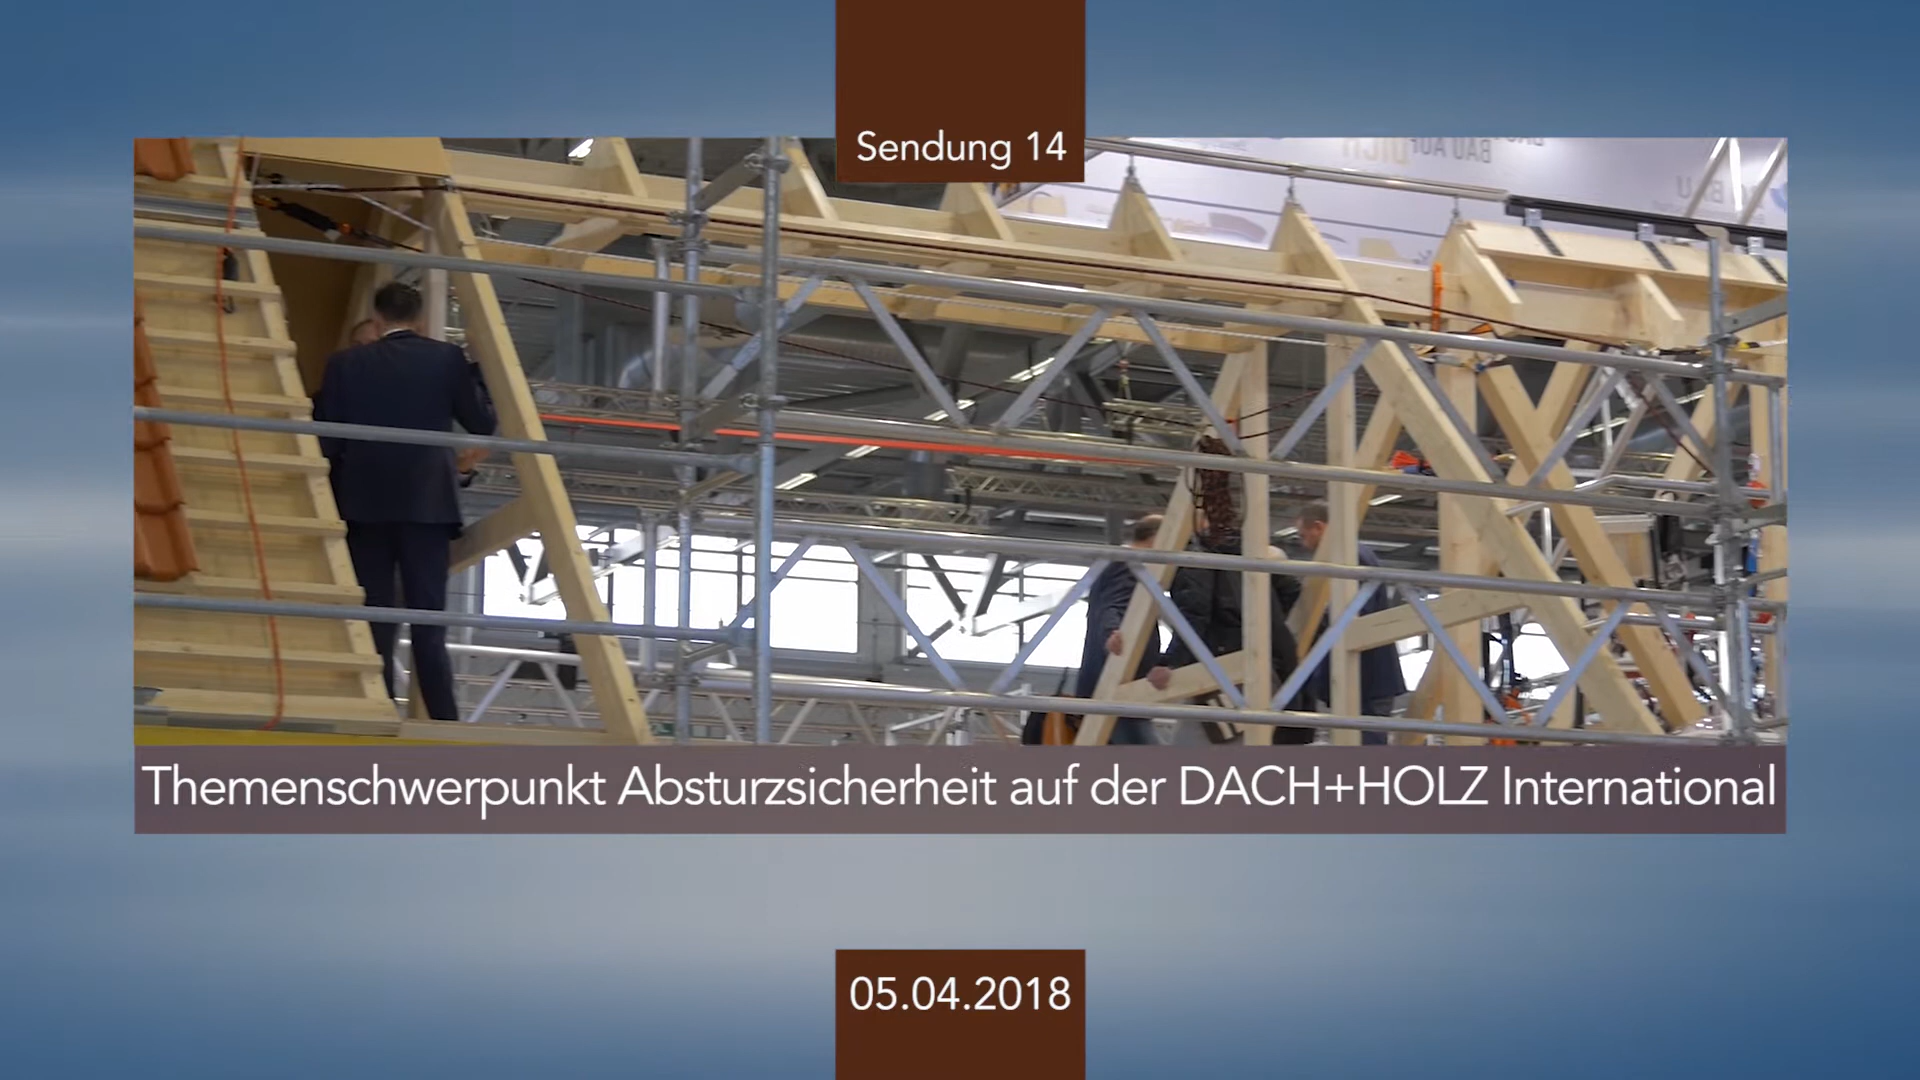 Sendung 14
Themenschwerpunkt Absturzsicherheit auf der DACH+HOLZ International
05.04.2018